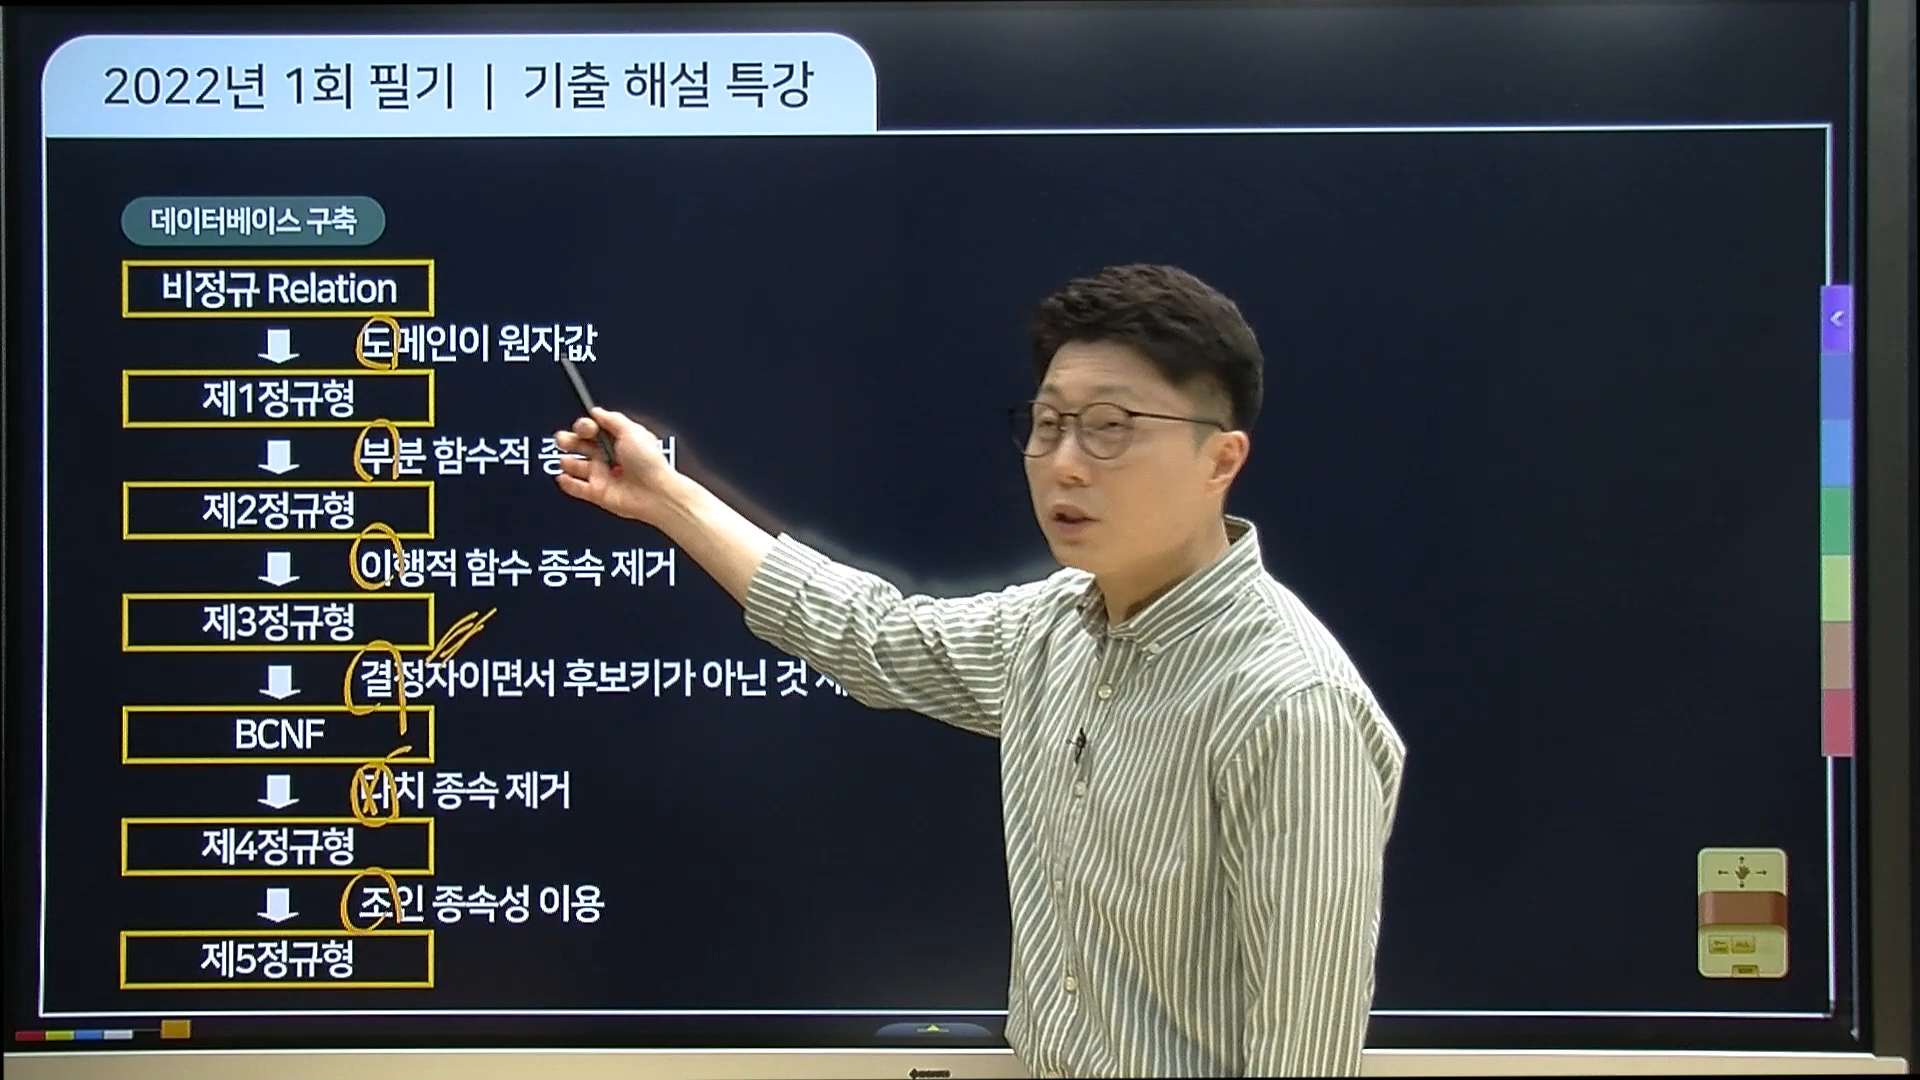 2022년 1회 필기 | 기출 해설 특강
데이터베이스 구축
비정규 Relation
도메인이 원자값
제1정규형
부분 함수적
제2정규형
이행적 함수 종속 제거
제3정규형
결정자이면서 후보키가 아닌 것
BCNF
다치 종속 제거
제4정규형
조인 종속성 이용
제5정규형